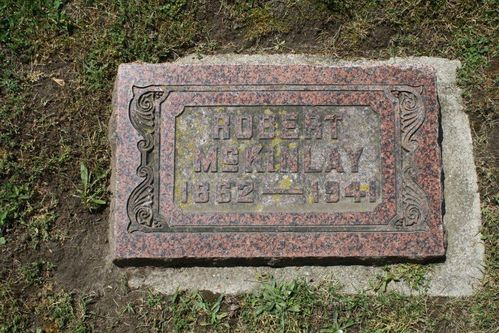 ROBERT
MCKINLAY
1862 — 1941